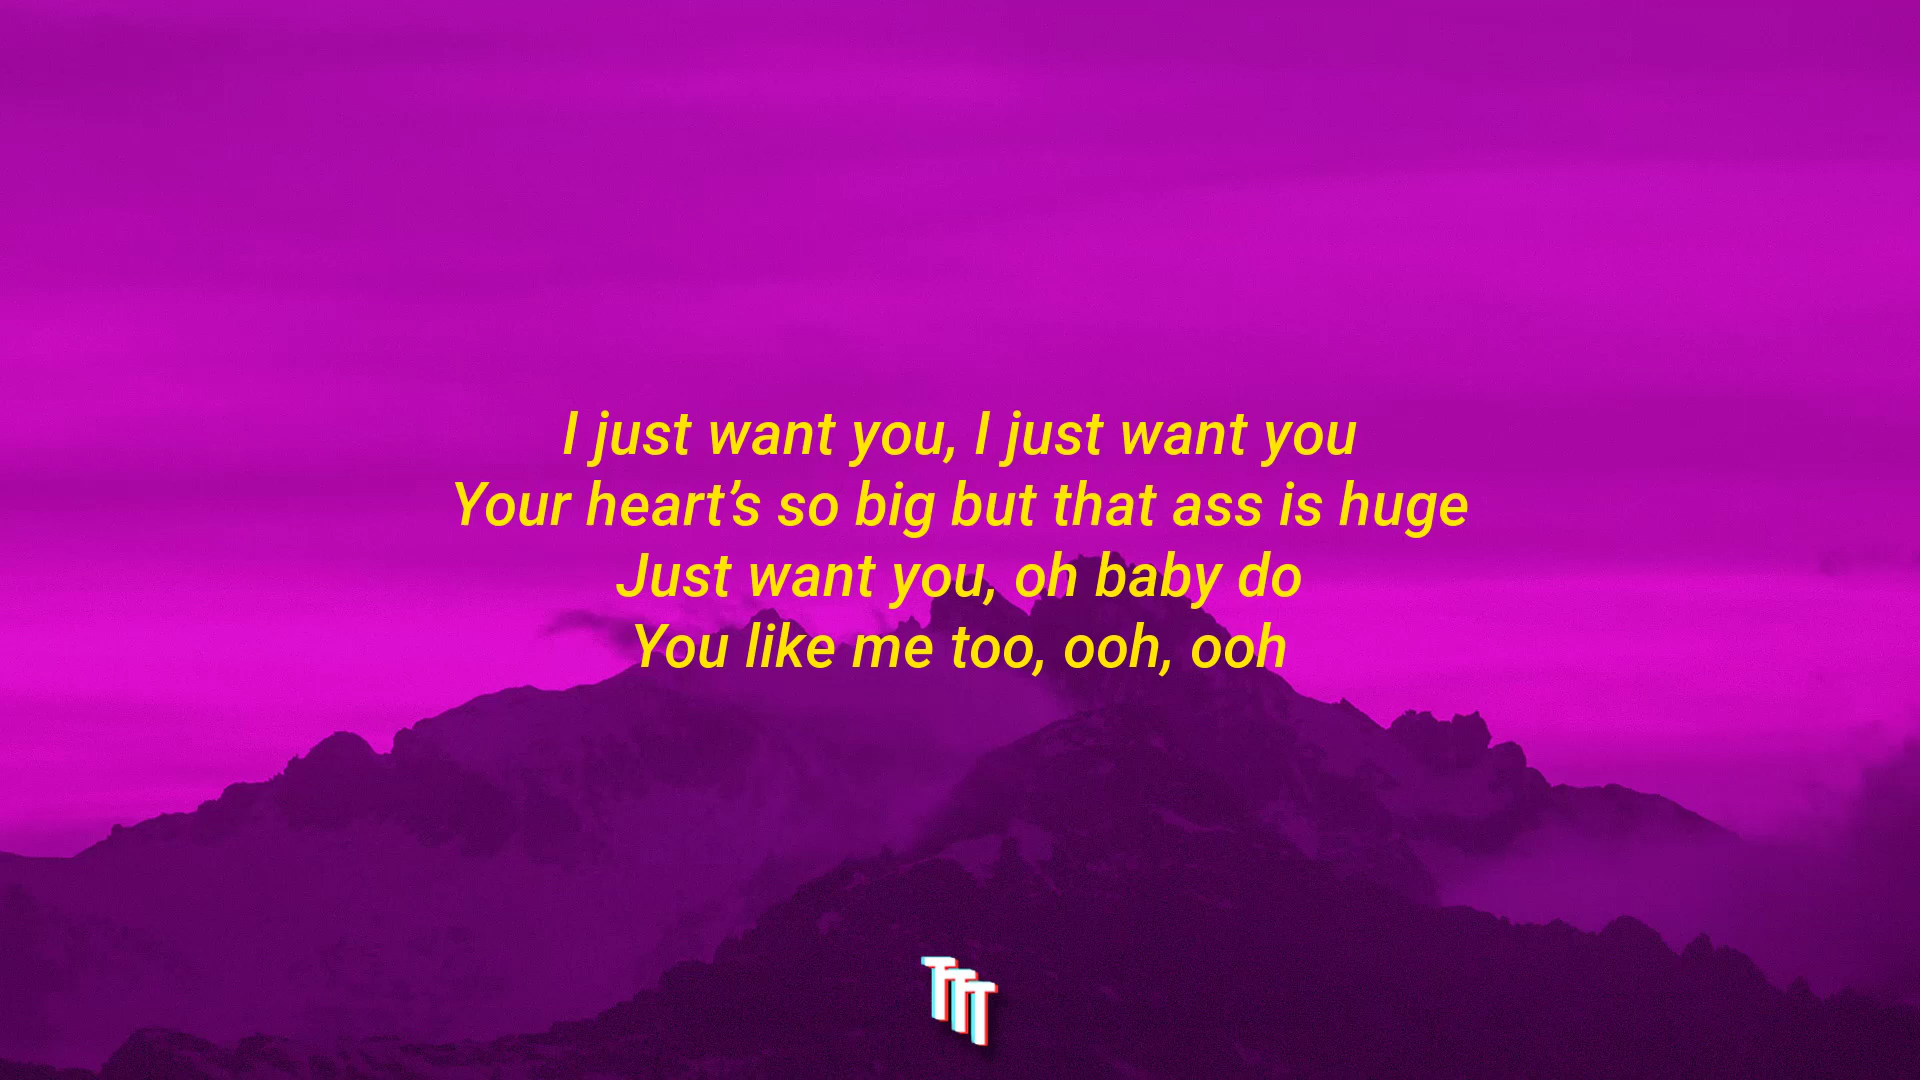 I just want you, I just want you
Your heart’s so big but that ass is huge
Just want you, oh baby do
You like me too, ooh, ooh
TTT